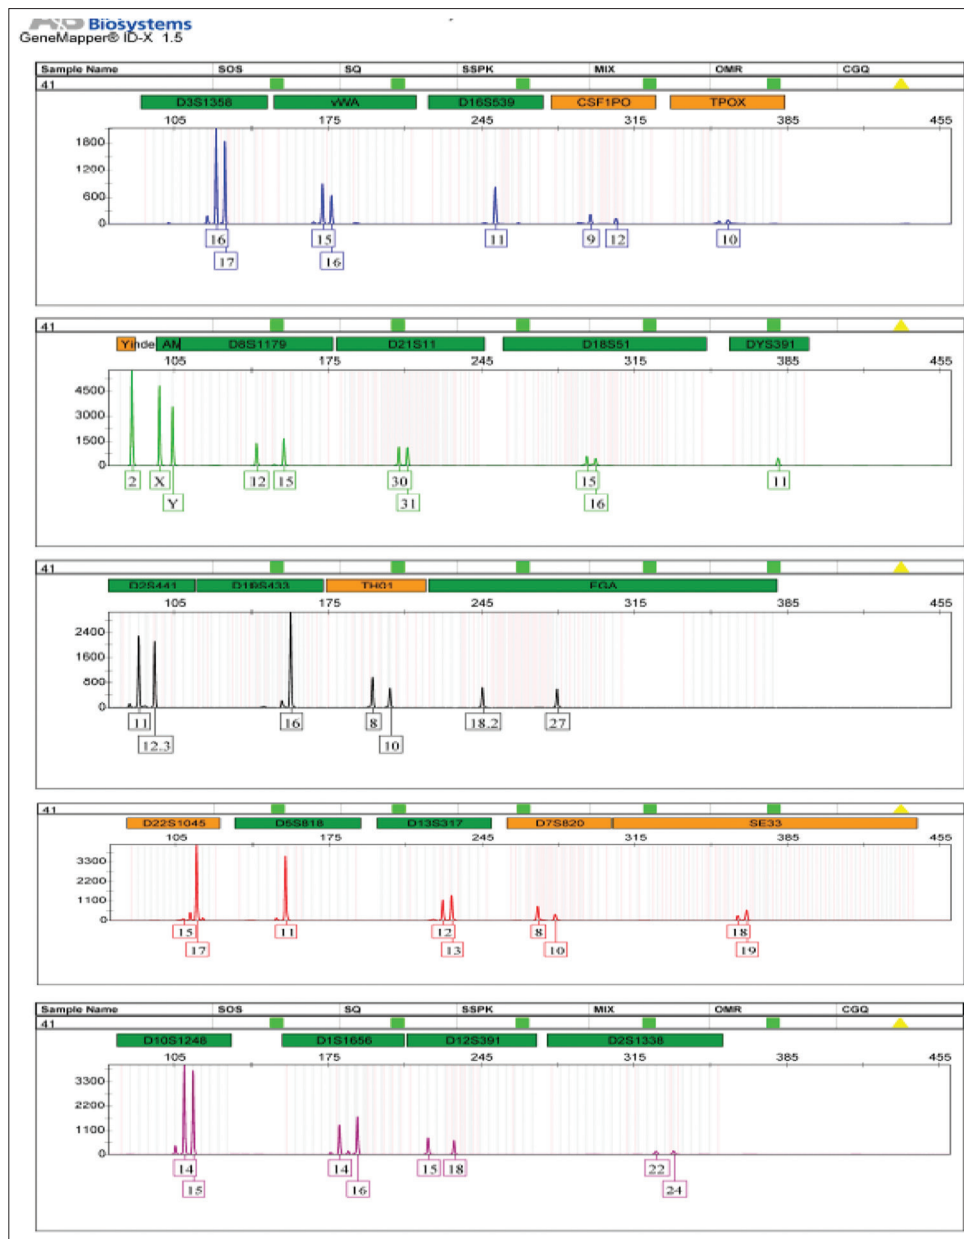 Biosystems
GeneMapper® ID-X 1.5
Sample Name SOS SQ SSPK MIX OMR CGQ
41
D3S1358 vWA D16S539 CSF1PO TPOX
105 175 245 315 385 455
1800
1200
600
0
16 15 11 9 12 10
17 16
41
Yinde AM D8S1179 D21S11 D18S51 DYS391
105 175 245 315 385 455
4500
3000
1500
0
2 X 12 15 30 15 11
Y 31 16
41
D2S441 D19S433 TH01 FGA
105 175 245 315 385 455
2400
1600
800
0
11 16 8 18.2 27
12.3 10
41
D22S1045 D5S818 D13S317 D7S820 SE33
105 175 245 315 385 455
3300
2200
1100
0
15 11 12 8 18
17 13 10 19
Sample Name SOS SQ SSPK MIX OMR CGQ
41
D10S1248 D1S1656 D12S391 D2S1338
105 175 245 315 385 455
3300
2200
1100
0
14 14 15 18 22
15 16 24